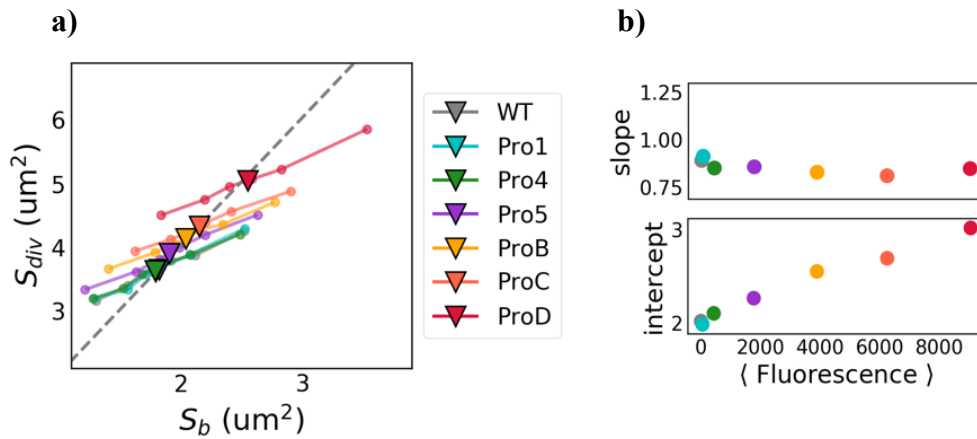 a)
S_div (um²)
6
5
4
3
2
3
S_b (um²)
WT
Pro1
Pro4
Pro5
ProB
ProC
ProD
b)
slope
1.25
1.00
0.75
intercept
3
2
0 2000 4000 6000 8000
⟨ Fluorescence ⟩